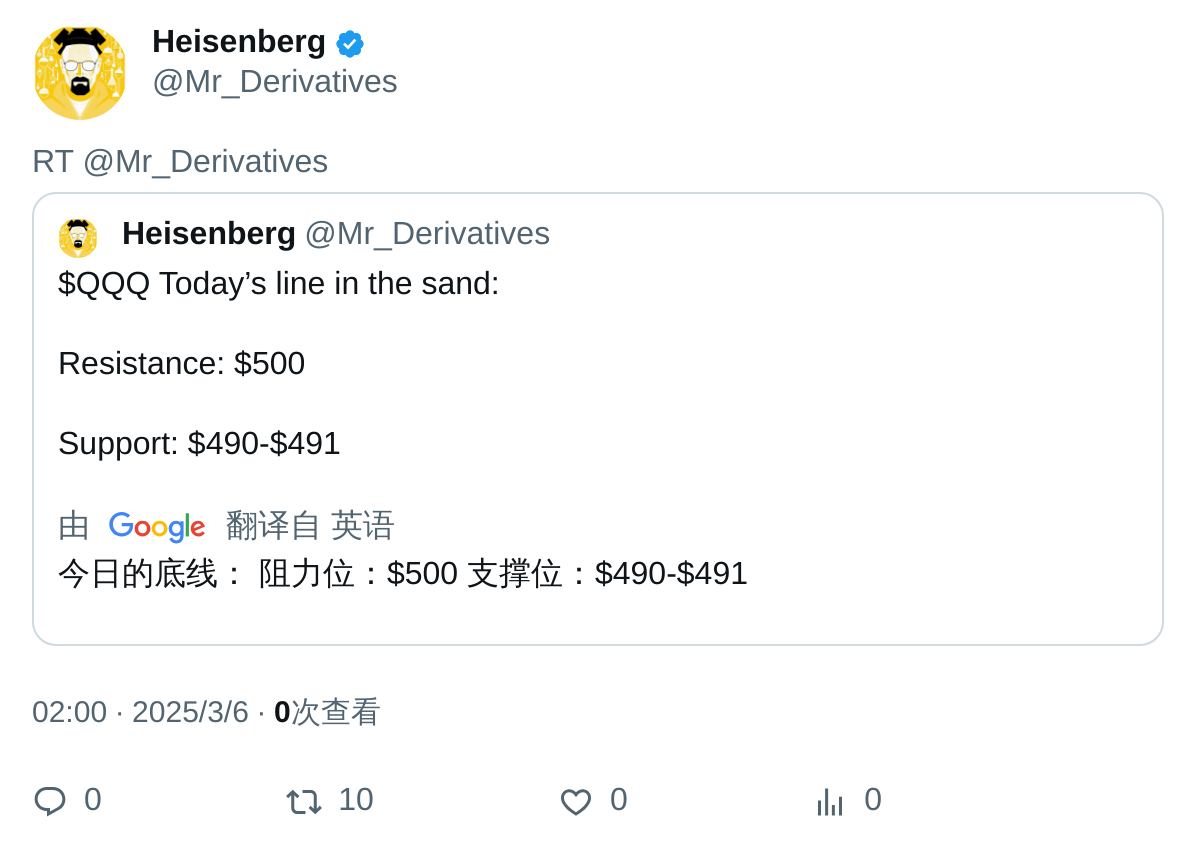 Heisenberg
@Mr_Derivatives
RT @Mr_Derivatives
Heisenberg @Mr_Derivatives
$QQQ Today’s line in the sand:
Resistance: $500
Support: $490-$491
由 Google 翻译自 英语
今日的底线： 阻力位：$500 支撑位：$490-$491
02:00 · 2025/3/6 · 0次查看
0 10 0 0